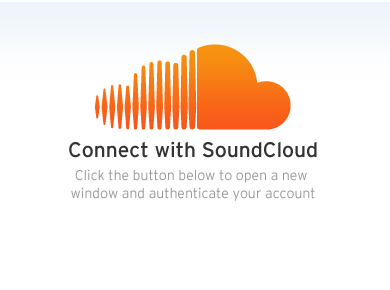 Connect with SoundCloud
Click the button below to open a new
window and authenticate your account